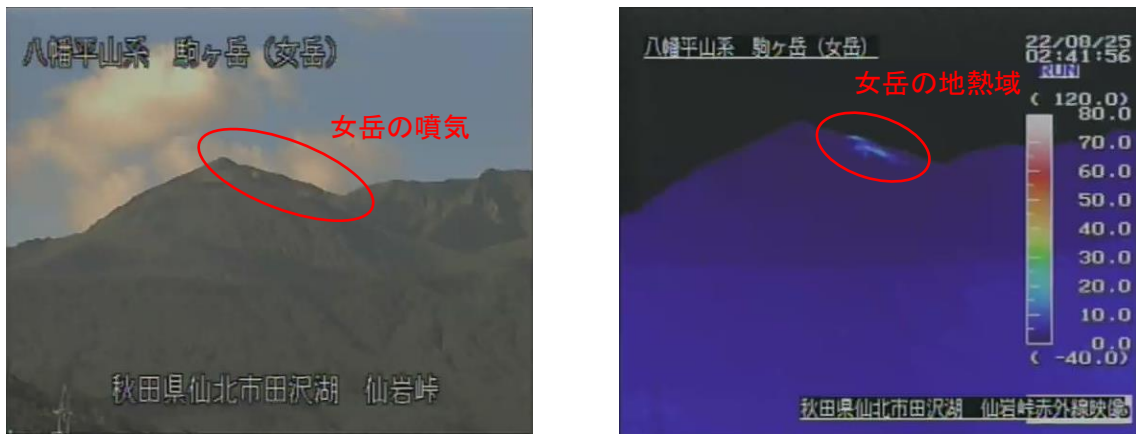 八幡平山系 駒ヶ岳（女岳）
女岳の噴気
秋田県仙北市田沢湖 仙岩峠
八幡平山系 駒ヶ岳（女岳）
22/08/25
02:41:56
RUN
女岳の地熱域
( 120.0)
80.0
70.0
60.0
50.0
40.0
30.0
20.0
10.0
0.0
( -40.0)
秋田県仙北市田沢湖 仙岩峠赤外線映像